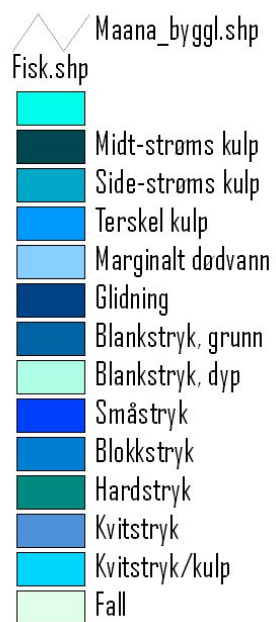 Maana_byggl.shp
Fisk.shp
Midt-strøms kulp
Side-strøms kulp
Terskel kulp
Marginalt dødvann
Glidning
Blankstryk, grunn
Blankstryk, dyp
Småstryk
Blokkstryk
Hardstryk
Kvitstryk
Kvitstryk/kulp
Fall